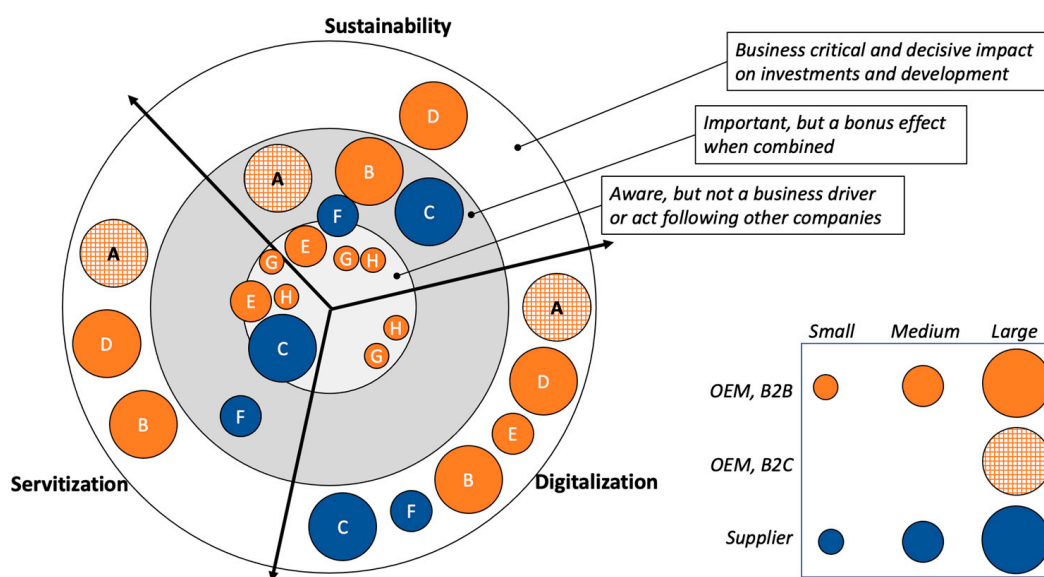 Sustainability
Business critical and decisive impact
on investments and development
D
Important, but a bonus effect
when combined
A
B
Aware, but not a business driver
or act following other companies
C
F
E
G
G
H
A
E
H
A
H
Small
Medium
Large
D
C
G
D
OEM, B2B
F
B
E
OEM, B2C
Servitization
B
Digitalization
C
F
Supplier